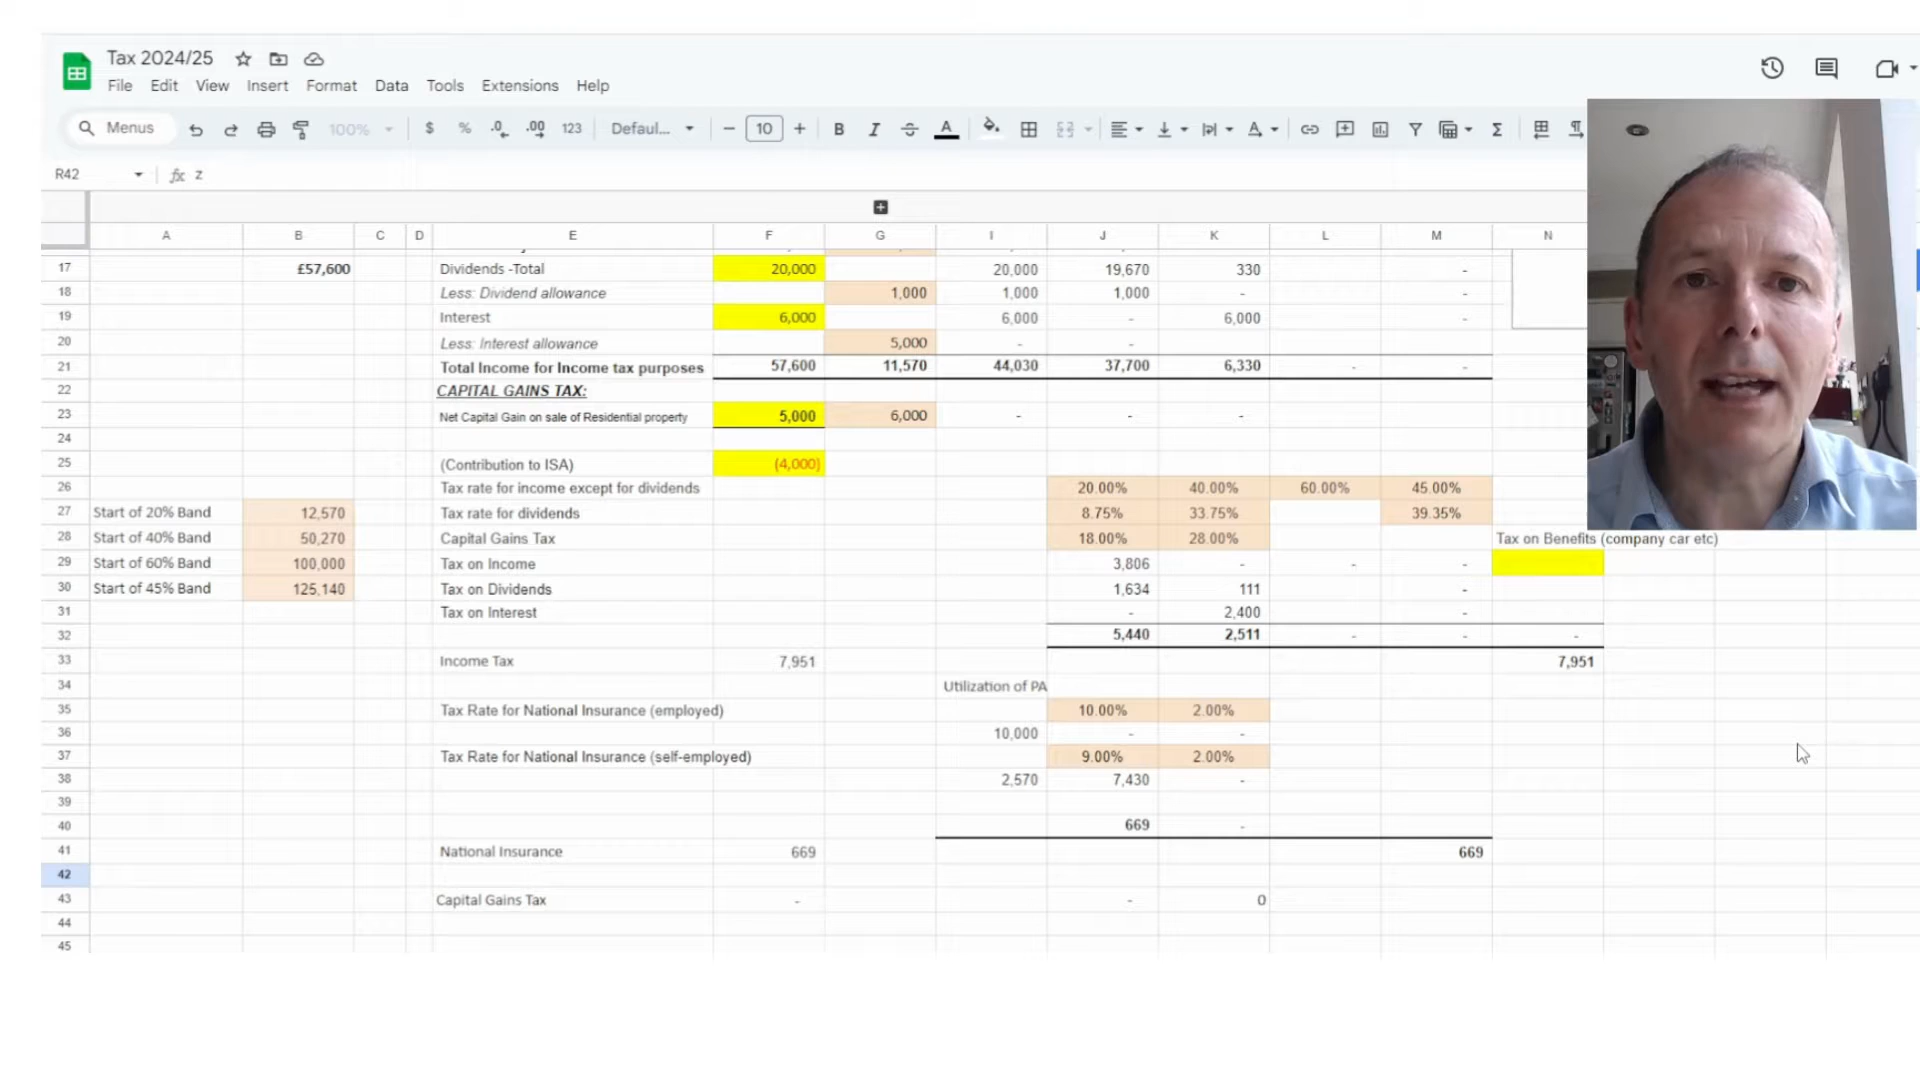 Tax 2024/25
File Edit View Insert Format Data Tools Extensions Help
Menus 100% $ % .0 .00 123 Defaul... − 10 + B I S A Σ
R42 fx z
A B C D E F G I J K L M N
17 £57,600 Dividends -Total 20,000 20,000 19,670 330 -
18 Less: Dividend allowance 1,000 1,000 1,000 - -
19 Interest 6,000 6,000 - 6,000 -
20 Less: Interest allowance 5,000 - -
21 Total Income for Income tax purposes 57,600 11,570 44,030 37,700 6,330 - -
22 CAPITAL GAINS TAX:
23 Net Capital Gain on sale of Residential property 5,000 6,000 - - -
24
25 (Contribution to ISA) (4,000)
26 Tax rate for income except for dividends 20.00% 40.00% 60.00% 45.00%
27 Start of 20% Band 12,570 Tax rate for dividends 8.75% 33.75% 39.35%
28 Start of 40% Band 50,270 Capital Gains Tax 18.00% 28.00% Tax on Benefits (company car etc)
29 Start of 60% Band 100,000 Tax on Income 3,806 - - -
30 Start of 45% Band 125,140 Tax on Dividends 1,634 111 -
31 Tax on Interest - 2,400 -
32 5,440 2,511 - - -
33 Income Tax 7,951 7,951
34 Utilization of PA
35 Tax Rate for National Insurance (employed) 10.00% 2.00%
36 10,000 - -
37 Tax Rate for National Insurance (self-employed) 9.00% 2.00%
38 2,570 7,430 -
39
40 669 -
41 National Insurance 669 669
42
43 Capital Gains Tax - - 0
44
45